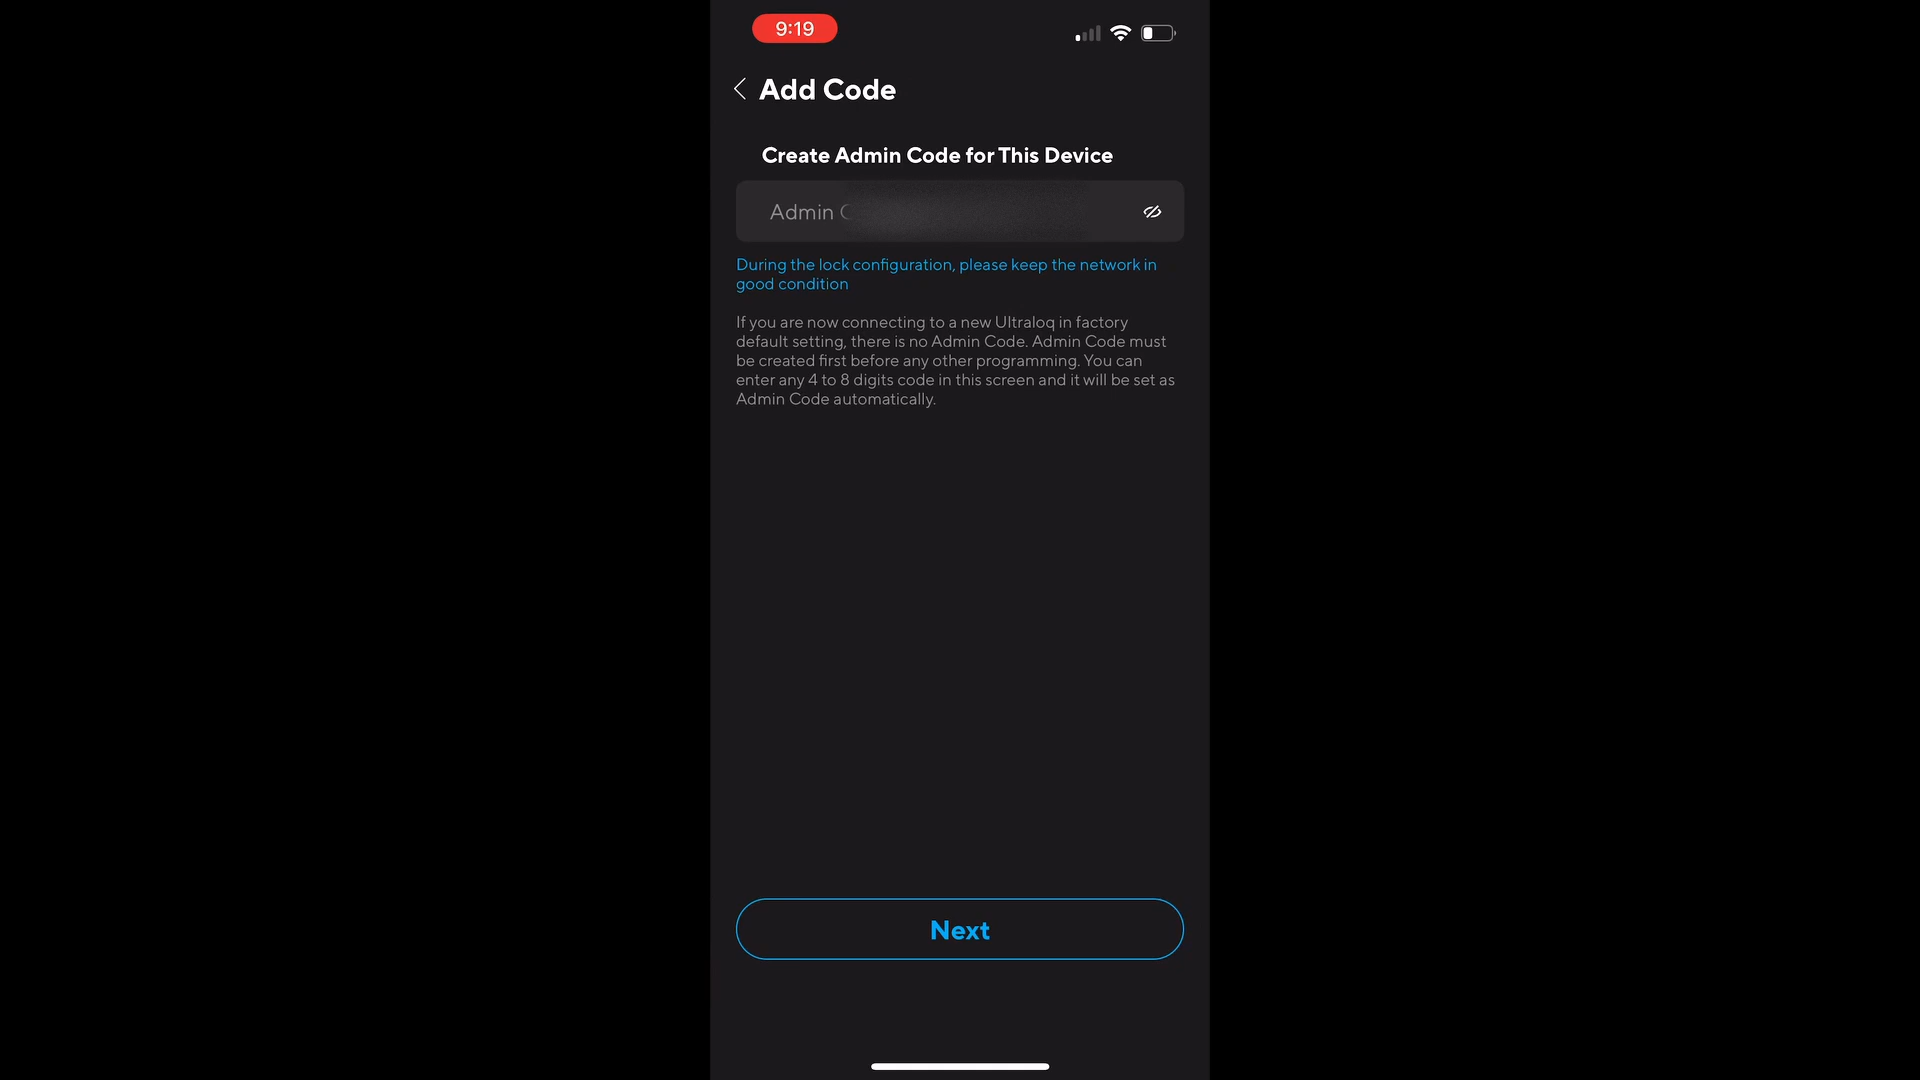 9:19
Add Code
Create Admin Code for This Device
Admin
During the lock configuration, please keep the network in
good condition
If you are now connecting to a new Ultraloq in factory
default setting, there is no Admin Code. Admin Code must
be created first before any other programming. You can
enter any 4 to 8 digits code in this screen and it will be set as
Admin Code automatically.
Next